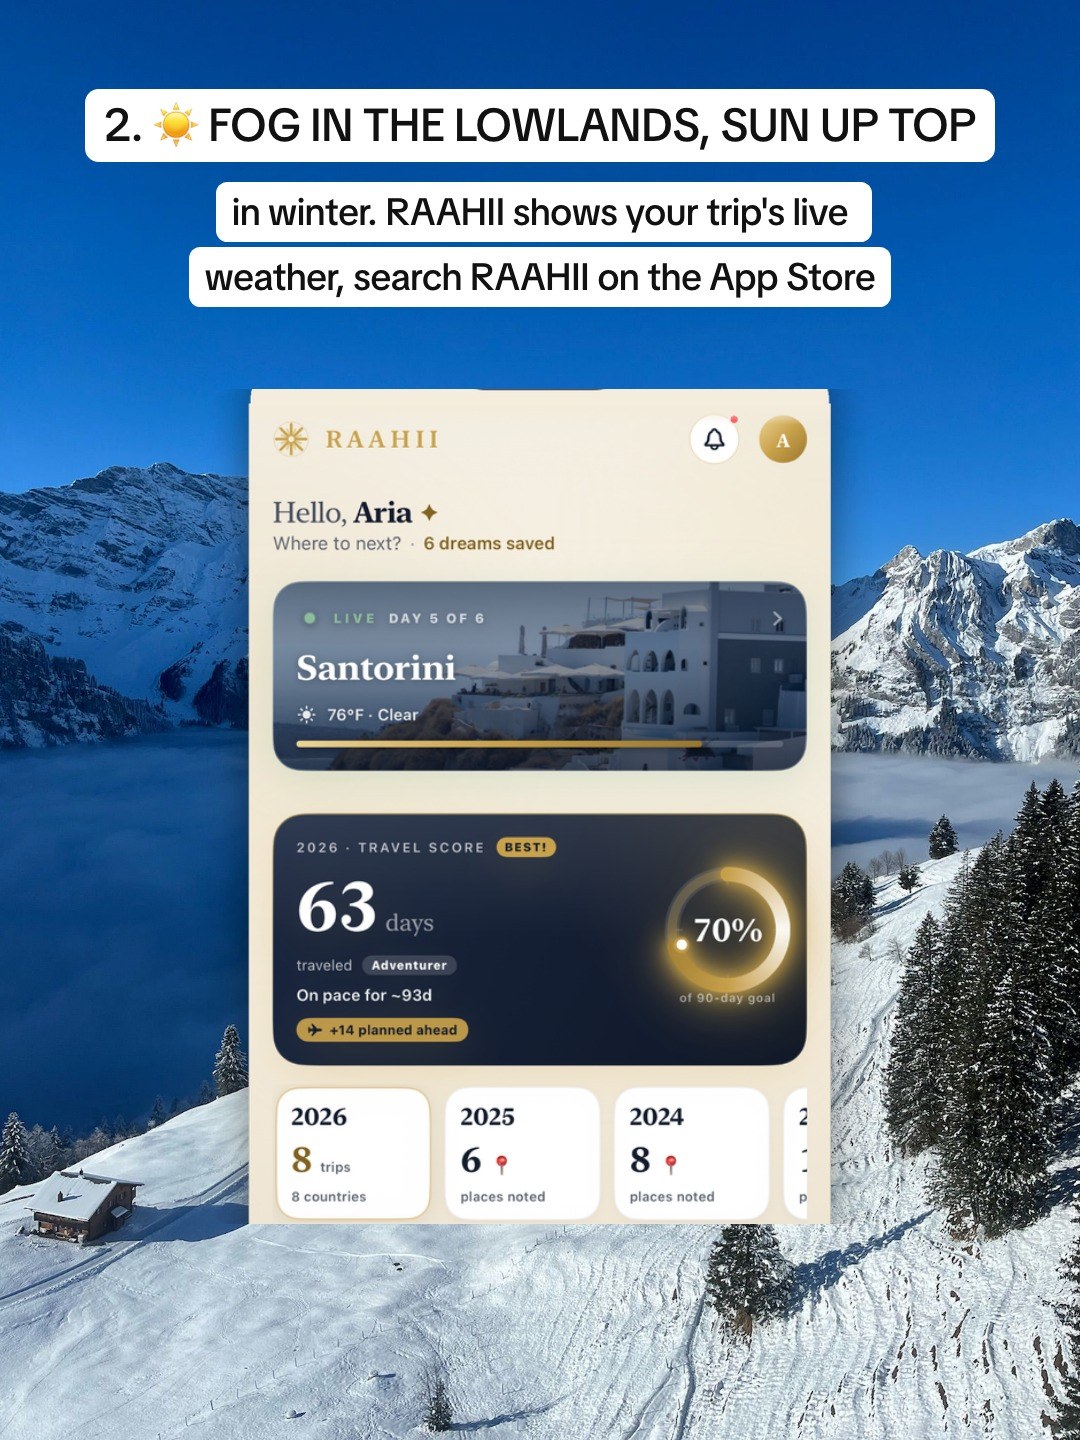 2. ☀️ FOG IN THE LOWLANDS, SUN UP TOP
in winter. RAAHII shows your trip's live
weather, search RAAHII on the App Store
RAAHII
A
Hello, Aria ✦
Where to next? · 6 dreams saved
LIVE DAY 5 OF 6
Santorini
76°F · Clear
2026 · TRAVEL SCORE BEST!
63 days
70%
traveled Adventurer
On pace for ~93d
of 90-day goal
+14 planned ahead
2026 2025 2024
8 trips 6 📍 8 📍
8 countries places noted places noted